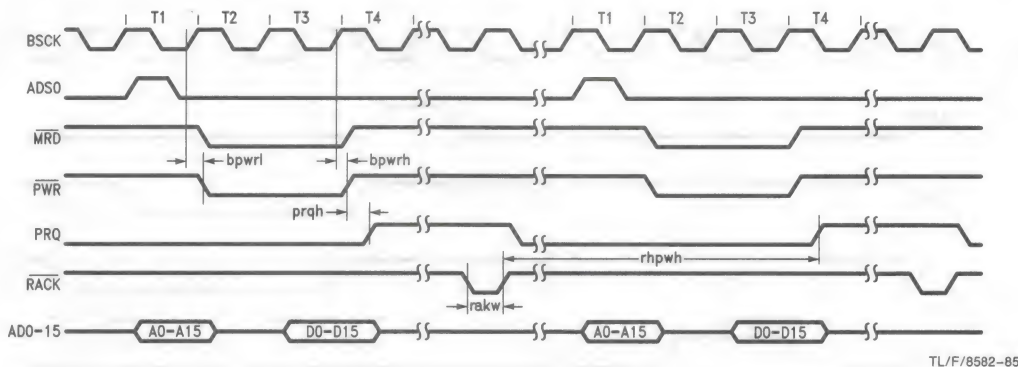 T1 T2 T3 T4 T1 T2 T3 T4
BSCK
ADS0
MRD
bpwrl bpwrh
PWR
prqh
PRQ
rhpwh
RACK
rakw
AD0-15 A0-A15 D0-D15 A0-A15 D0-D15
TL/F/8582-85